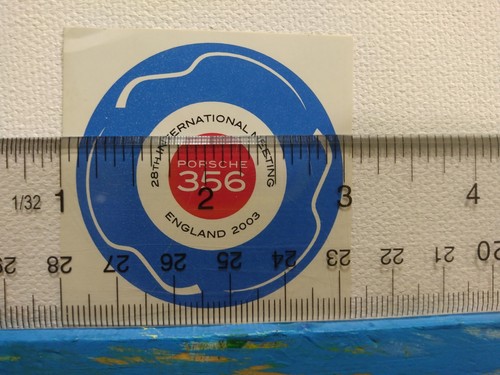 28TH INTERNATIONAL MEETING
PORSCHE
356
ENGLAND 2003
1/32 1 2 3 4
29 28 27 26 25 24 23 22 21 20